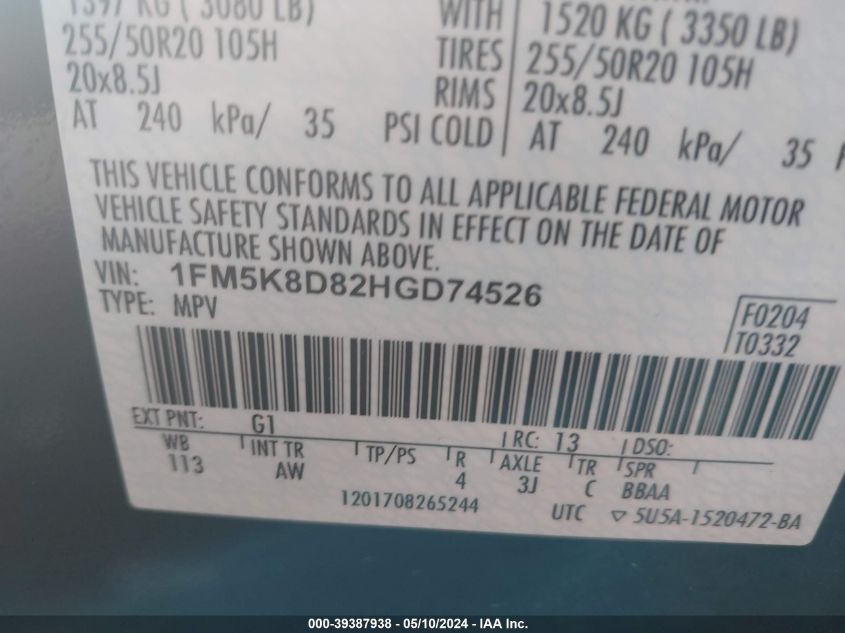 1397 KG ( 3080 LB) WITH 1520 KG ( 3350 LB)
255/50R20 105H TIRES 255/50R20 105H
20x8.5J RIMS 20x8.5J
AT 240 kPa/ 35 PSI COLD AT 240 kPa/ 35
THIS VEHICLE CONFORMS TO ALL APPLICABLE FEDERAL MOTOR
VEHICLE SAFETY STANDARDS IN EFFECT ON THE DATE OF
MANUFACTURE SHOWN ABOVE.
VIN: 1FM5K8D82HGD74526
TYPE: MPV
F0204
T0332
EXT PNT: G1 RC: 13 DSO:
WB INT TR TP/PS R AXLE TR SPR
113 AW 4 3J C BBAA
1201708265244 UTC ▽ 5U5A-1520472-BA
000-39387938 - 05/10/2024 - IAA Inc.